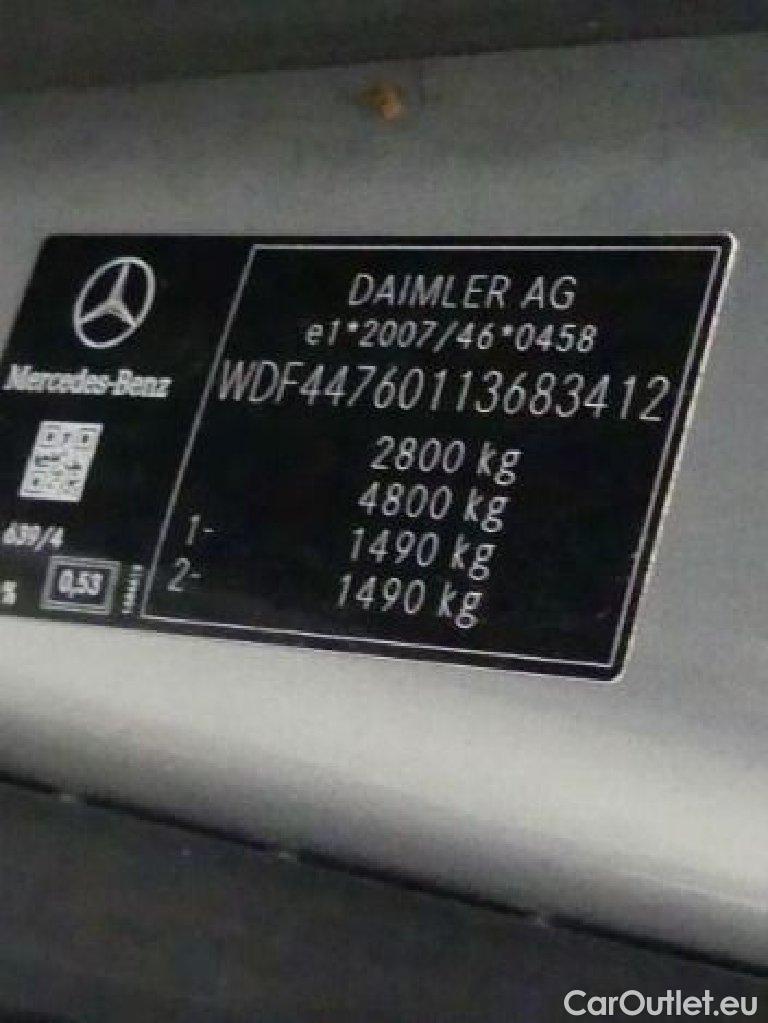 Mercedes-Benz
639/4
0,53
DAIMLER AG
e1*2007/46*0458
WDF44760113683412
2800 kg
4800 kg
1- 1490 kg
2- 1490 kg
CarOutlet.eu